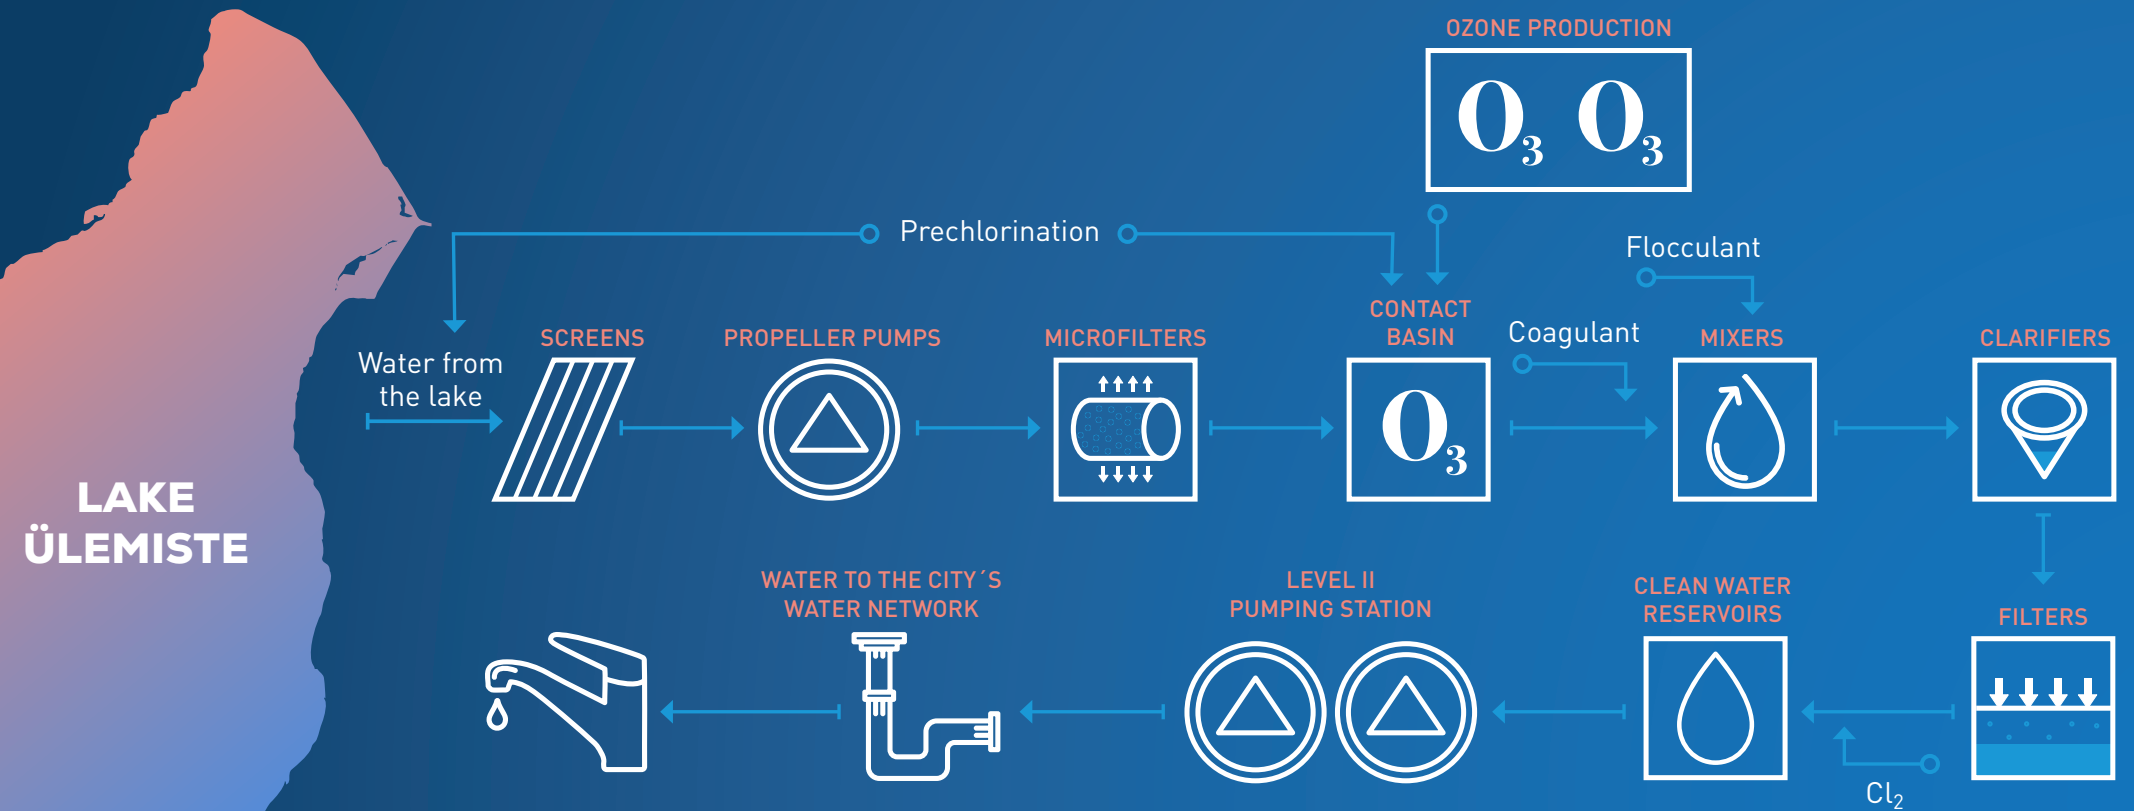 OZONE PRODUCTION
O₃ O₃
Prechlorination
Flocculant
Water from
the lake
SCREENS
PROPELLER PUMPS
MICROFILTERS
CONTACT
BASIN
O₃
Coagulant
MIXERS
CLARIFIERS
LAKE
ÜLEMISTE
WATER TO THE CITY´S
WATER NETWORK
LEVEL II
PUMPING STATION
CLEAN WATER
RESERVOIRS
FILTERS
Cl₂